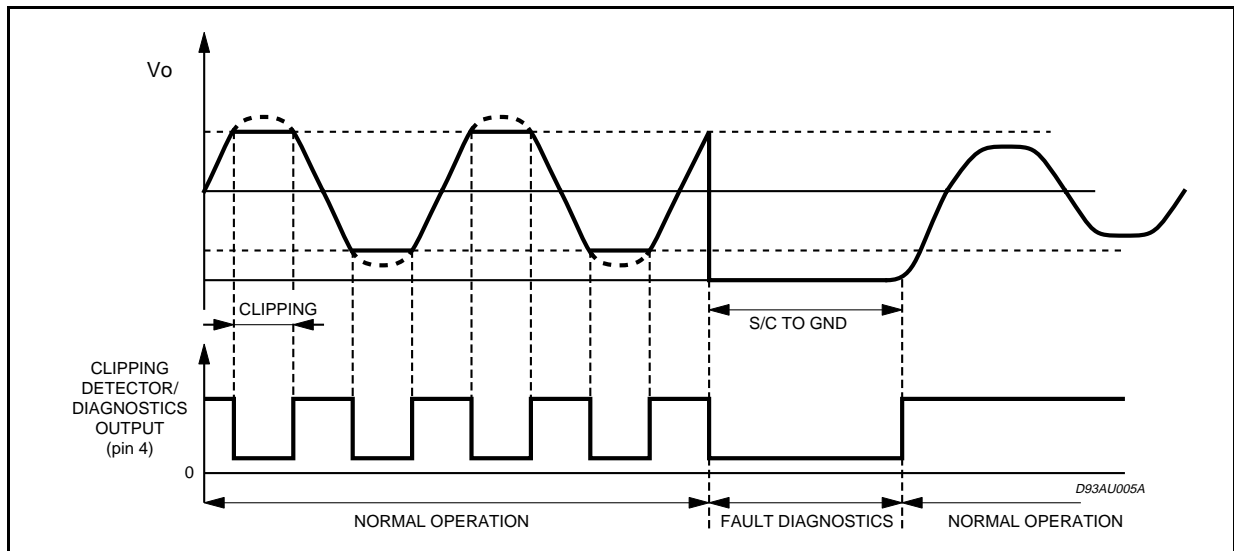 Vo
CLIPPING
S/C TO GND
CLIPPING
DETECTOR/
DIAGNOSTICS
OUTPUT
(pin 4)
0
D93AU005A
NORMAL OPERATION
FAULT DIAGNOSTICS
NORMAL OPERATION